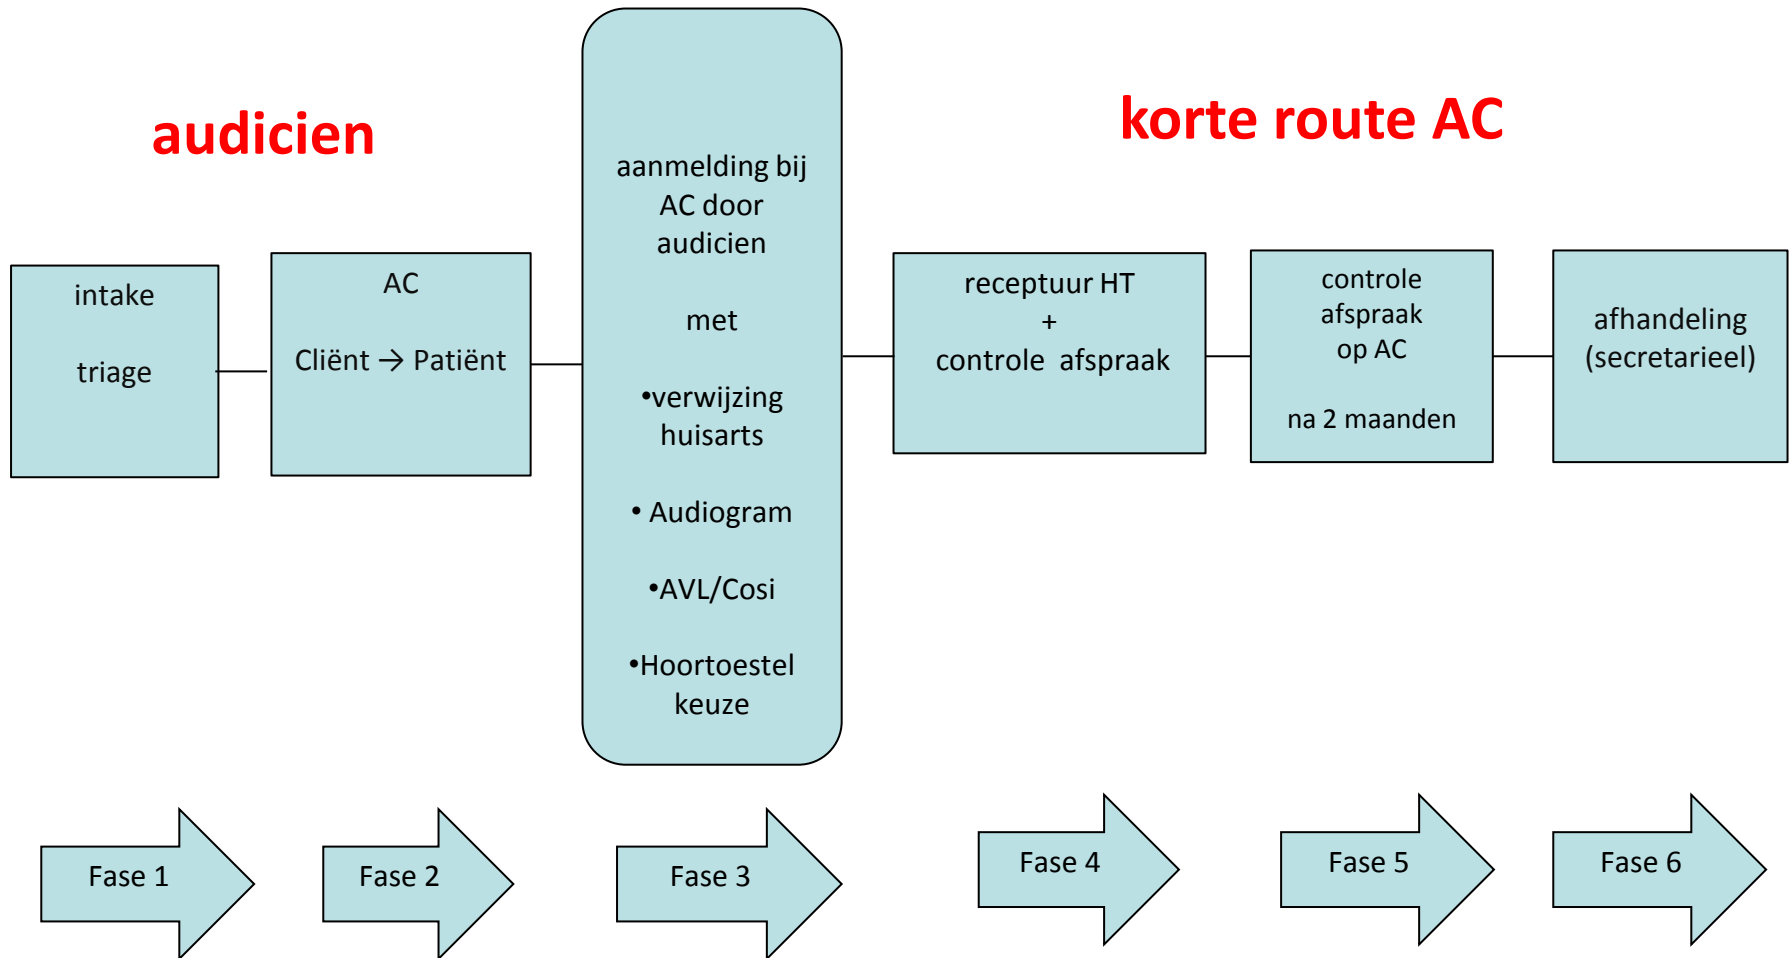 audicien
korte route AC
intake
triage
AC
Cliënt → Patiënt
aanmelding bij
AC door
audicien
met
•verwijzing
huisarts
• Audiogram
•AVL/Cosi
•Hoortoestel
keuze
receptuur HT
+
controle afspraak
controle
afspraak
op AC
na 2 maanden
afhandeling
(secretarieel)
Fase 1
Fase 2
Fase 3
Fase 4
Fase 5
Fase 6